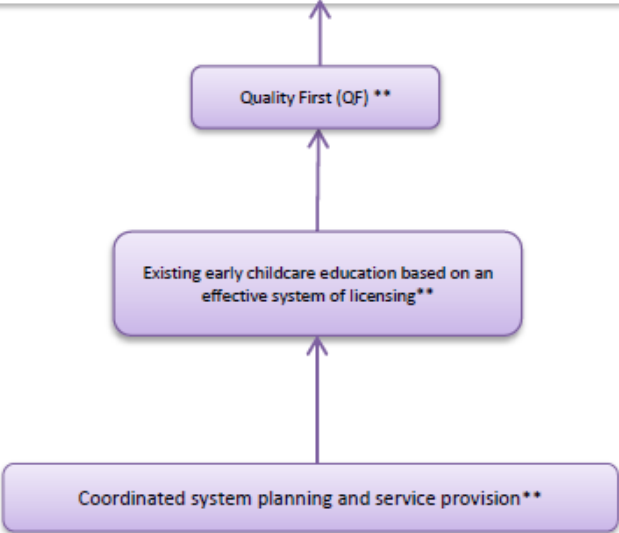 Quality First (QF) **
Existing early childcare education based on an
effective system of licensing**
Coordinated system planning and service provision**